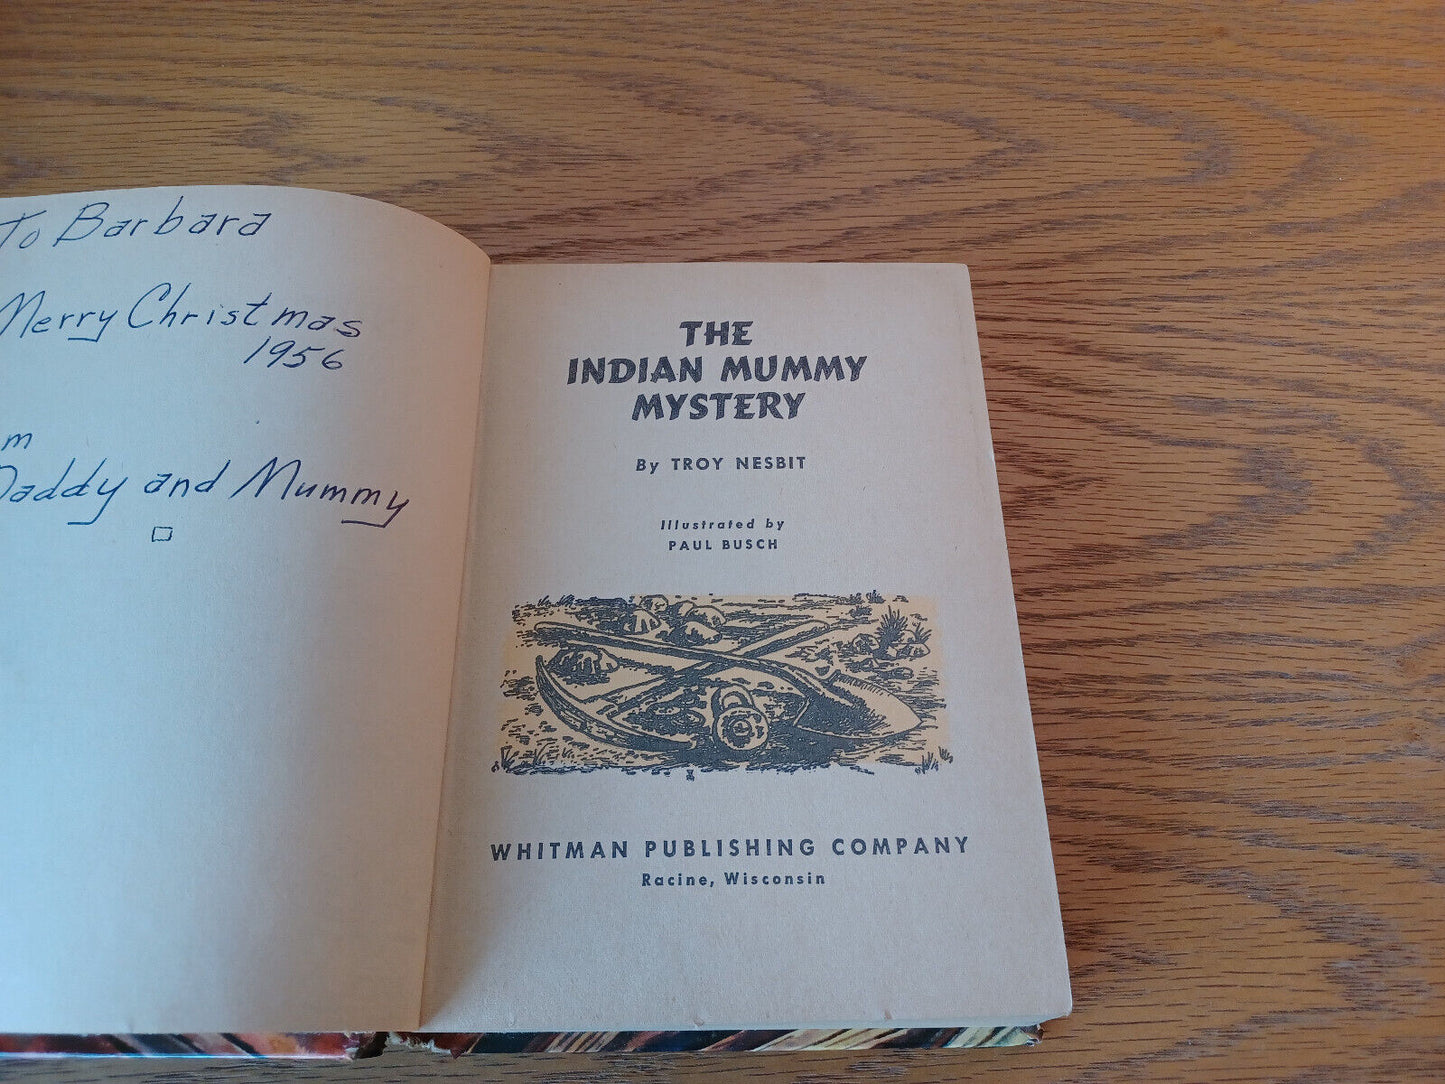 To Barbara
Merry Christmas
1956
m
Daddy and Mummy
THE
INDIAN MUMMY
MYSTERY
By TROY NESBIT
Illustrated by
PAUL BUSCH
WHITMAN PUBLISHING COMPANY
Racine, Wisconsin